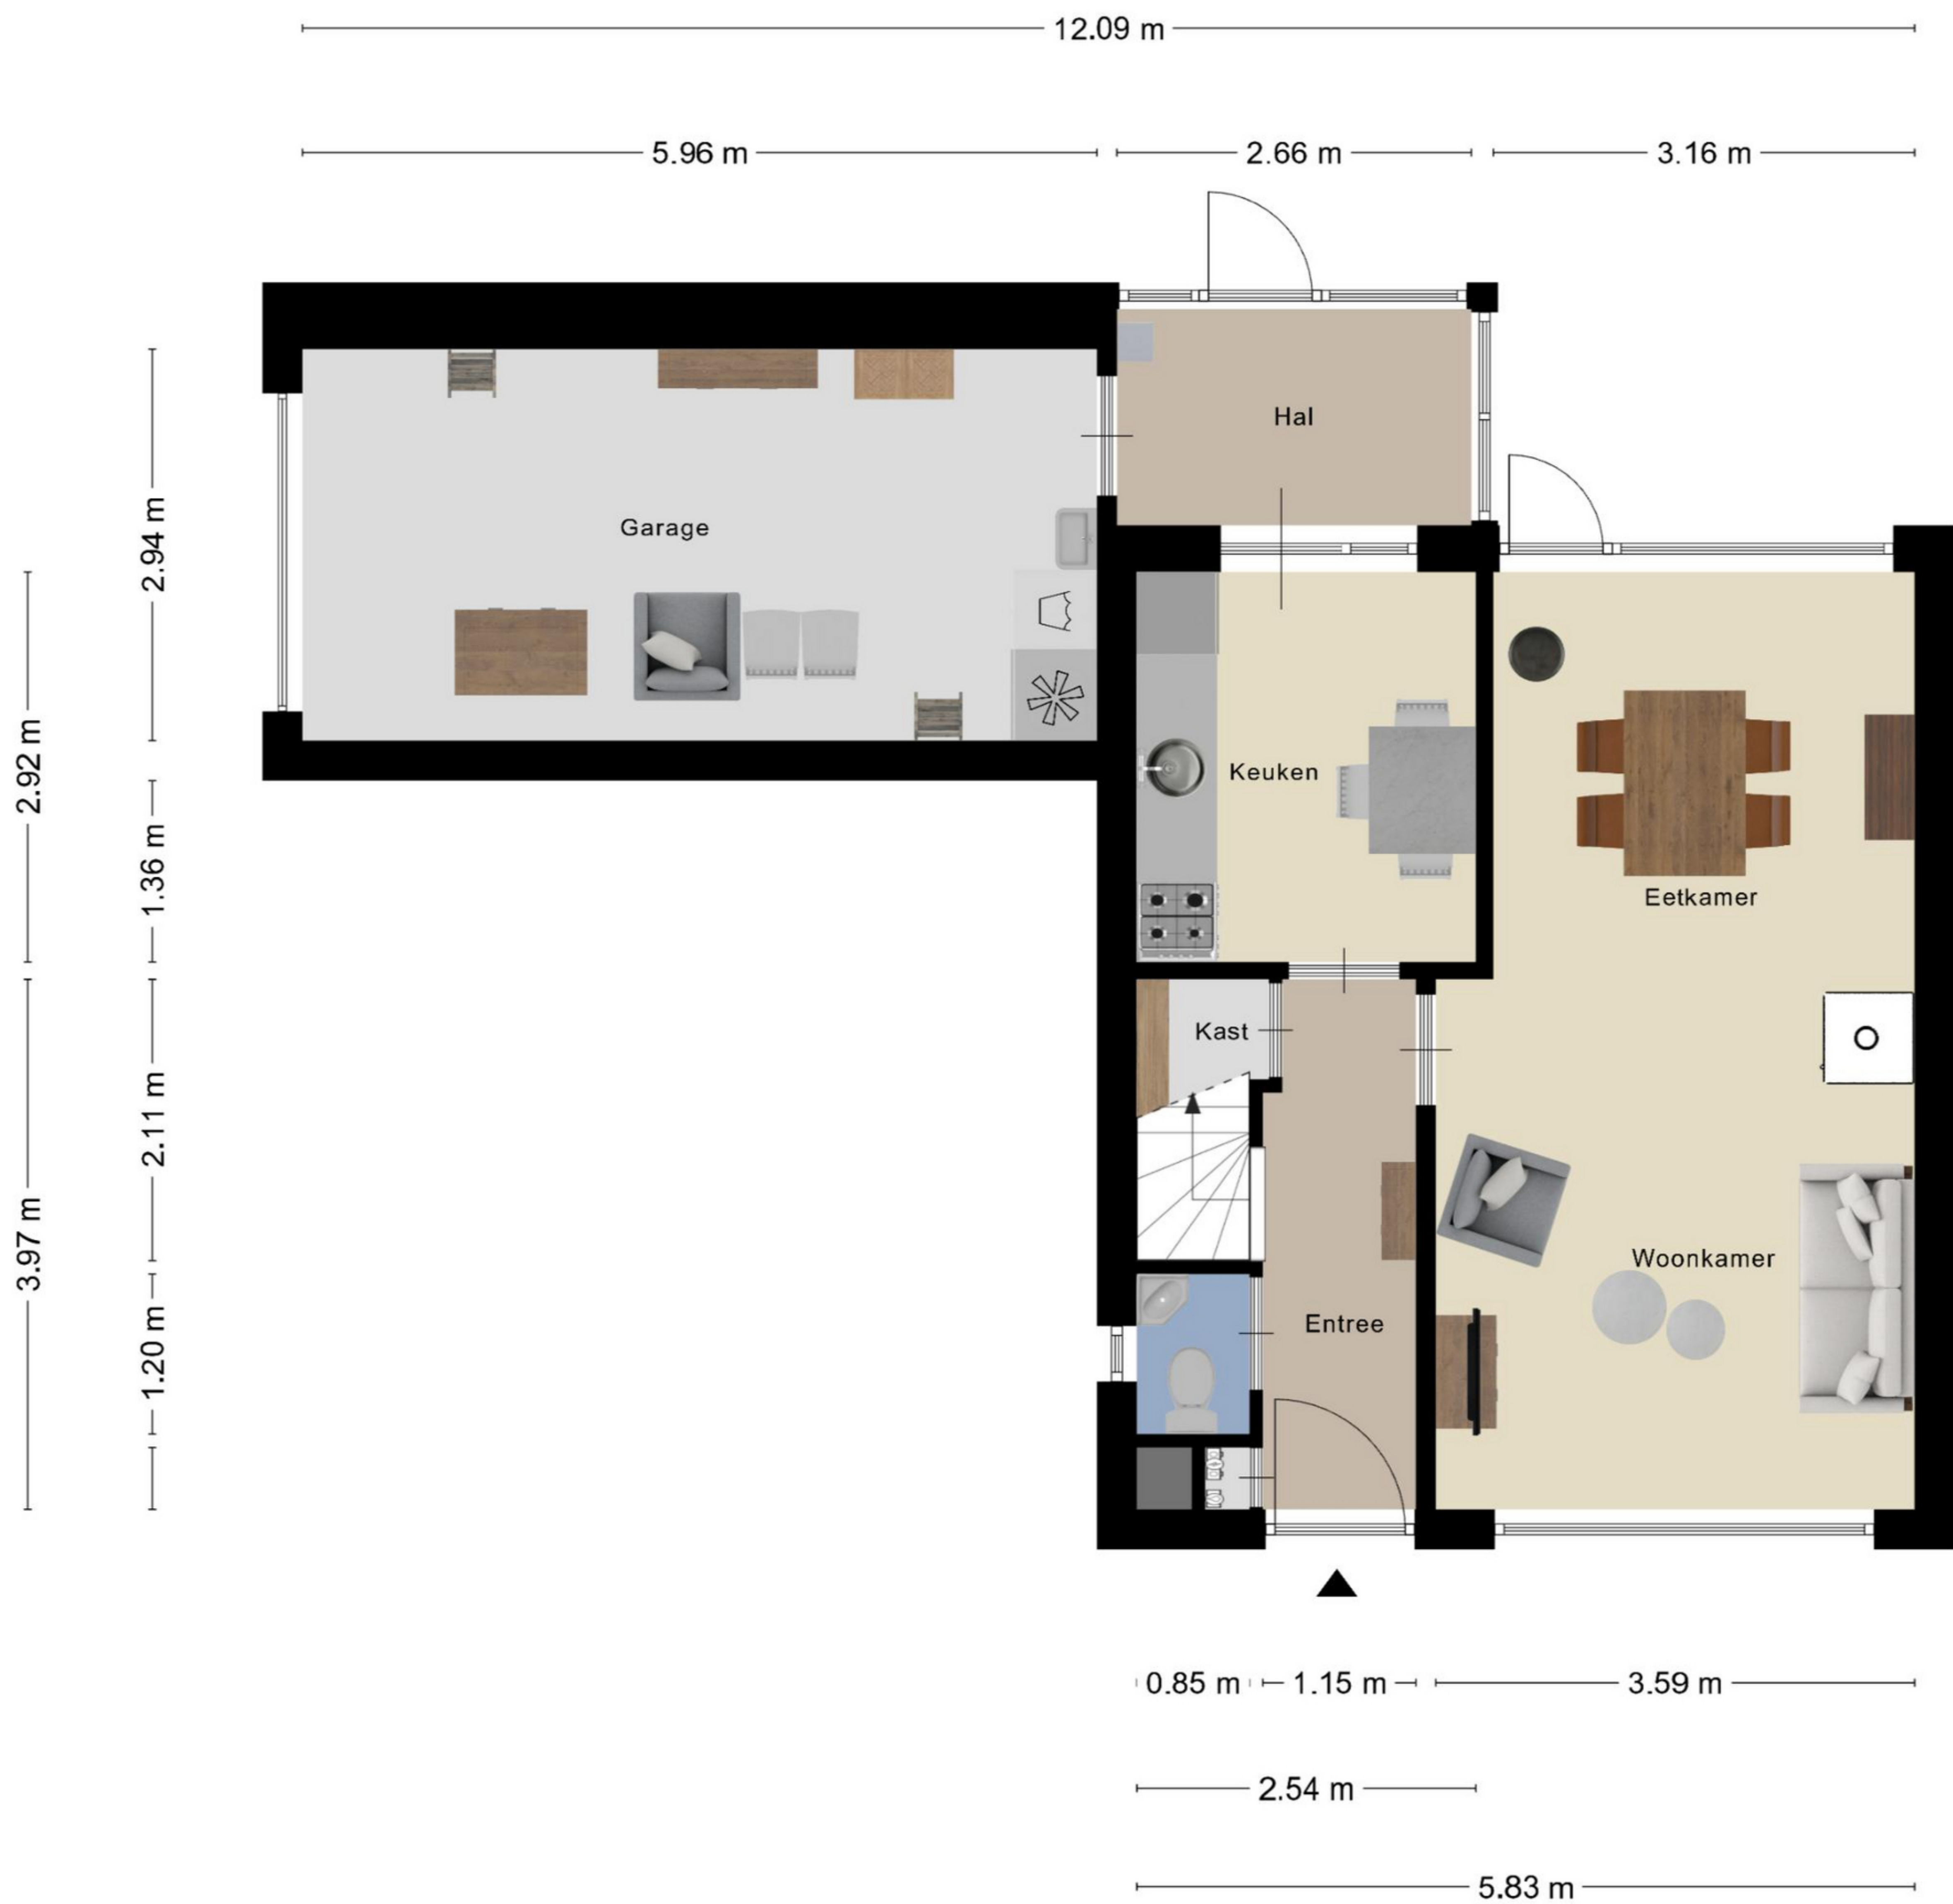 12.09 m
5.96 m
2.66 m
3.16 m
Hal
Garage
2.94 m
2.92 m
Keuken
1.36 m
Eetkamer
Kast
2.11 m
3.97 m
Woonkamer
Entree
1.20 m
0.85 m
1.15 m
3.59 m
2.54 m
5.83 m